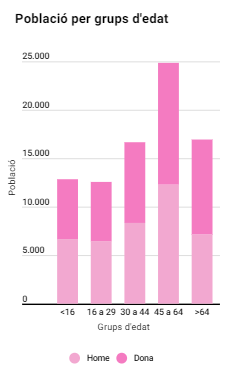 Població per grups d'edat
25.000
20.000
15.000
10.000
5.000
0
Població
<16 16 a 29 30 a 44 45 a 64 >64
Grups d'edat
Home Dona